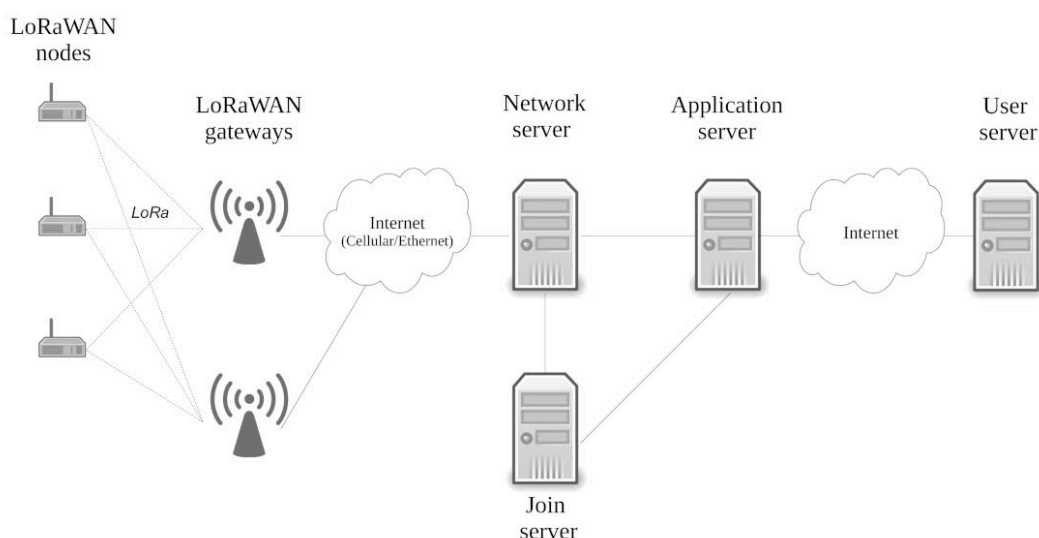 LoRaWAN
nodes
LoRaWAN
gateways
LoRa
Internet
(Cellular/Ethernet)
Network
server
Application
server
Internet
User
server
Join
server